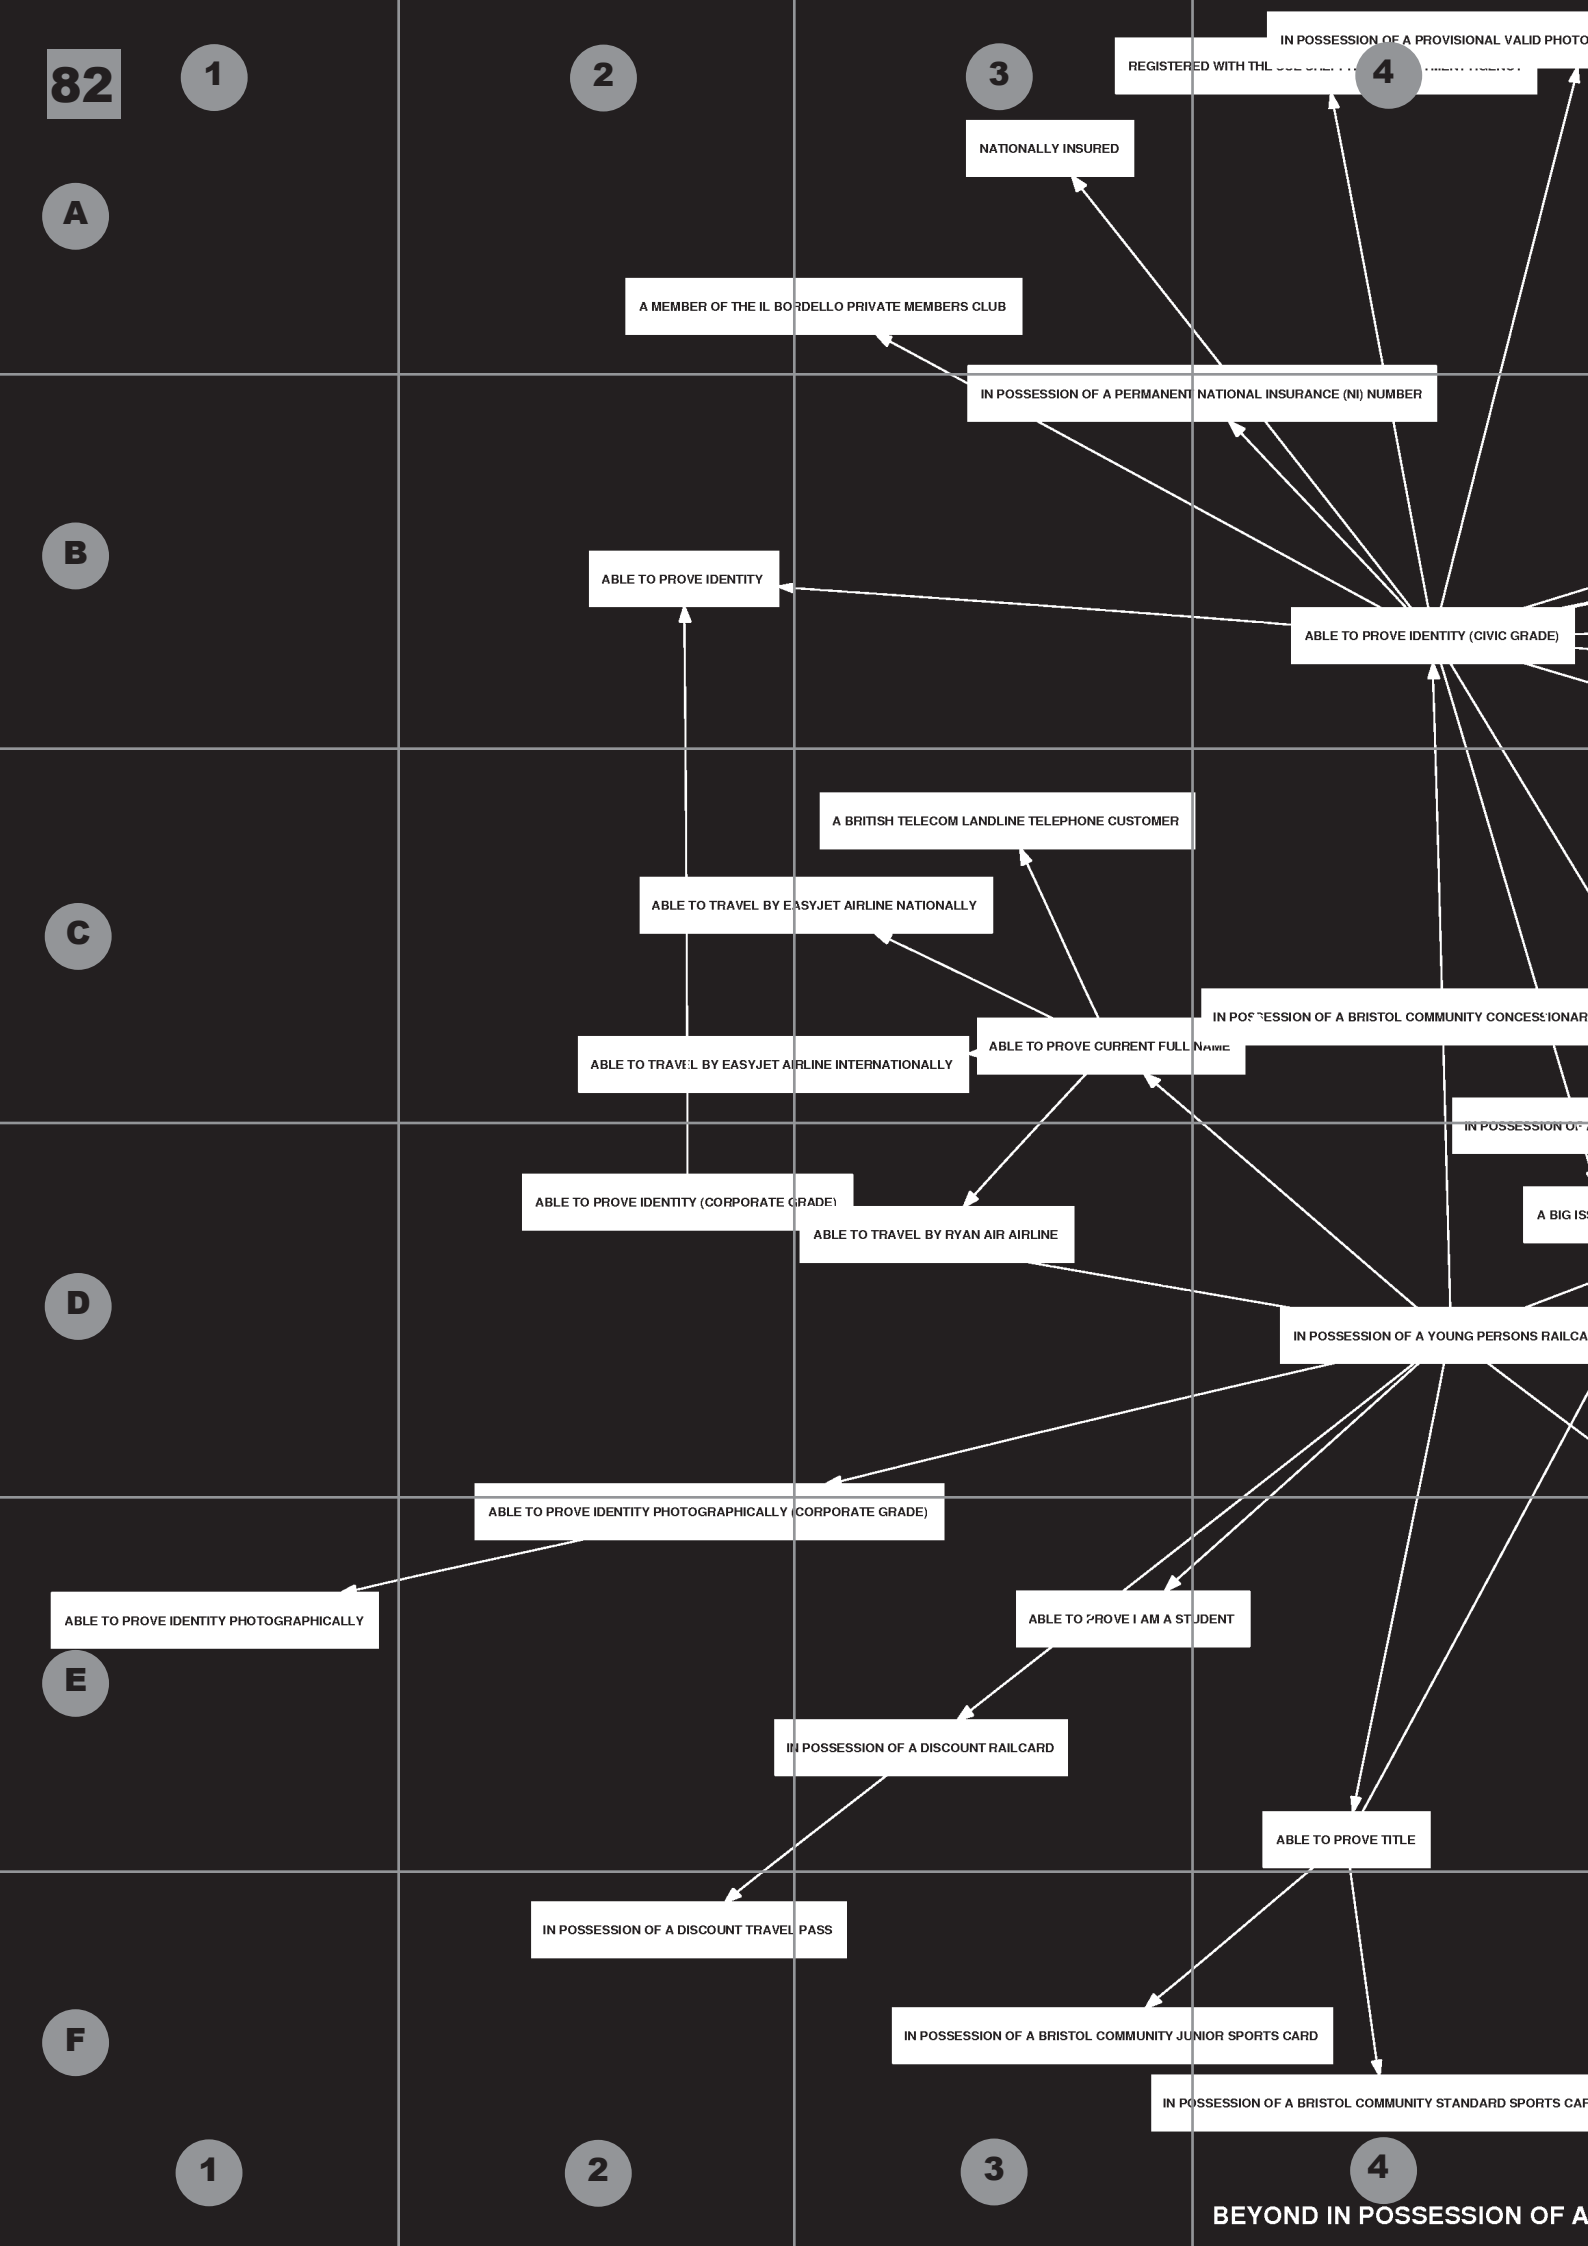 IN POSSESSION OF A PROVISIONAL VALID PHOTO
82
1
2
3
4
REGISTERED WITH
NATIONALLY INSURED
A
A MEMBER OF THE IL BORDELLO PRIVATE MEMBERS CLUB
IN POSSESSION OF A PERMANENT NATIONAL INSURANCE (NI) NUMBER
B
ABLE TO PROVE IDENTITY
ABLE TO PROVE IDENTITY (CIVIC GRADE)
A BRITISH TELECOM LANDLINE TELEPHONE CUSTOMER
ABLE TO TRAVEL BY EASYJET AIRLINE NATIONALLY
C
IN POSSESSION OF A BRISTOL COMMUNITY CONCESSIONAR
ABLE TO PROVE CURRENT FULL NAME
ABLE TO TRAVEL BY EASYJET AIRLINE INTERNATIONALLY
IN POSSESSION OF A
ABLE TO PROVE IDENTITY (CORPORATE GRADE)
A BIG IS
ABLE TO TRAVEL BY RYAN AIR AIRLINE
D
IN POSSESSION OF A YOUNG PERSONS RAILCA
ABLE TO PROVE IDENTITY PHOTOGRAPHICALLY (CORPORATE GRADE)
ABLE TO PROVE IDENTITY PHOTOGRAPHICALLY
ABLE TO PROVE I AM A STUDENT
E
IN POSSESSION OF A DISCOUNT RAILCARD
ABLE TO PROVE TITLE
IN POSSESSION OF A DISCOUNT TRAVEL PASS
F
IN POSSESSION OF A BRISTOL COMMUNITY JUNIOR SPORTS CARD
IN POSSESSION OF A BRISTOL COMMUNITY STANDARD SPORTS CAR
1
2
3
4
BEYOND IN POSSESSION OF A